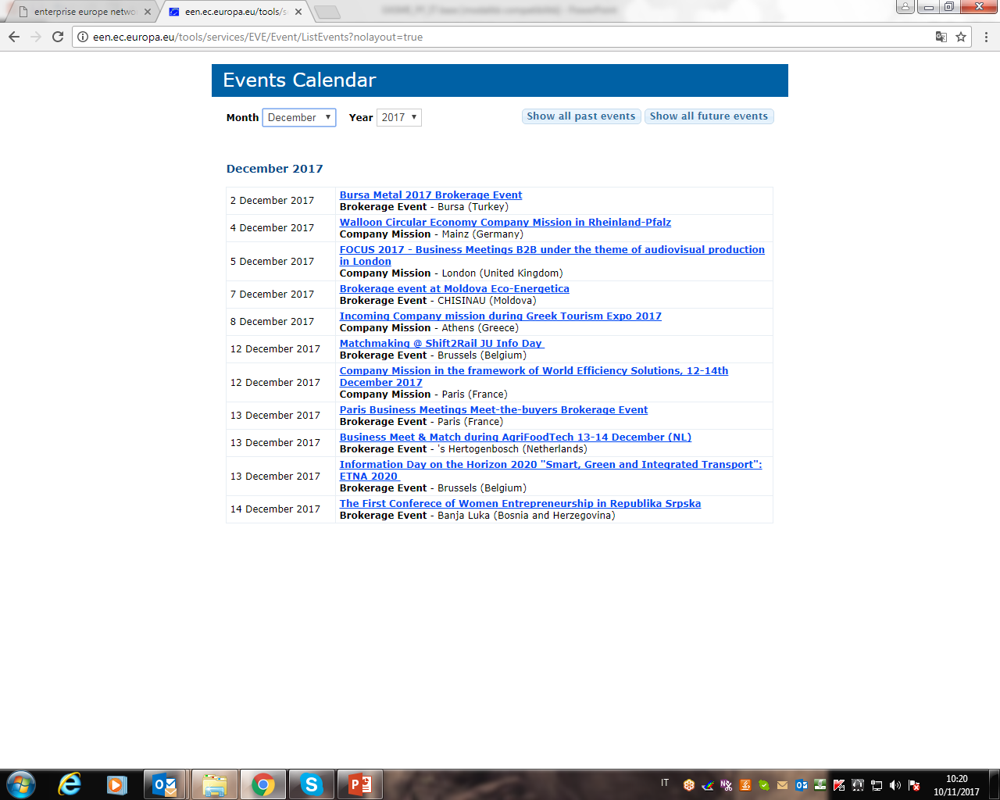 enterprise europe netwo
een.ec.europa.eu/tools/s
een.ec.europa.eu/tools/services/EVE/Event/ListEvents?nolayout=true
Events Calendar
Month December Year 2017 Show all past events Show all future events
December 2017
2 December 2017
Bursa Metal 2017 Brokerage Event
Brokerage Event - Bursa (Turkey)
4 December 2017
Walloon Circular Economy Company Mission in Rheinland-Pfalz
Company Mission - Mainz (Germany)
5 December 2017
FOCUS 2017 - Business Meetings B2B under the theme of audiovisual production
in London
Company Mission - London (United Kingdom)
7 December 2017
Brokerage event at Moldova Eco-Energetica
Brokerage Event - CHISINAU (Moldova)
8 December 2017
Incoming Company mission during Greek Tourism Expo 2017
Company Mission - Athens (Greece)
12 December 2017
Matchmaking @ Shift2Rail JU Info Day
Brokerage Event - Brussels (Belgium)
12 December 2017
Company Mission in the framework of World Efficiency Solutions, 12-14th
December 2017
Company Mission - Paris (France)
13 December 2017
Paris Business Meetings Meet-the-buyers Brokerage Event
Brokerage Event - Paris (France)
13 December 2017
Business Meet & Match during AgriFoodTech 13-14 December (NL)
Brokerage Event - 's Hertogenbosch (Netherlands)
13 December 2017
Information Day on the Horizon 2020 "Smart, Green and Integrated Transport":
ETNA 2020
Brokerage Event - Brussels (Belgium)
14 December 2017
The First Conferece of Women Entrepreneurship in Republika Srpska
Brokerage Event - Banja Luka (Bosnia and Herzegovina)
IT
10:20
10/11/2017